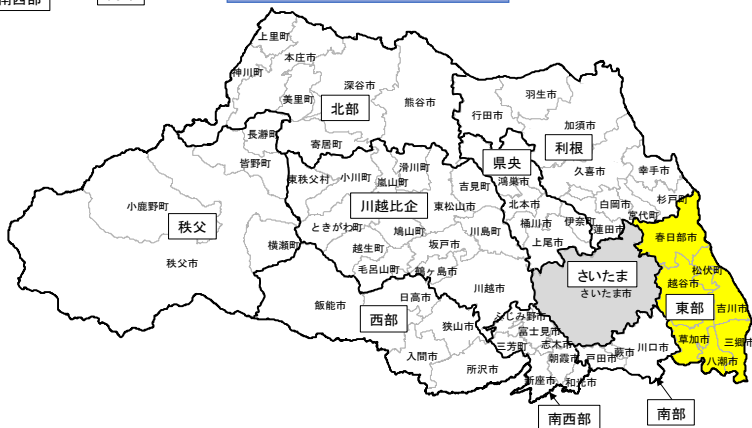 南西部
上里町
本庄市
神川町
美里町
深谷市
熊谷市
北部
寄居町
長瀞町
皆野町
小鹿野町
秩父
秩父市
横瀬町
行田市
羽生市
加須市
利根
久喜市
幸手市
杉戸町
白岡市
宮代町
蓮田市
県央
鴻巣市
北本市
桶川市
伊奈町
上尾市
東秩父村
小川町
滑川町
嵐山町
吉見町
川越比企
東松山市
ときがわ町
鳩山町
川島町
越生町
坂戸市
毛呂山町
鶴ヶ島市
川越市
さいたま
さいたま市
春日部市
松伏町
越谷市
東部
吉川市
草加市
三郷市
八潮市
飯能市
日高市
西部
狭山市
入間市
所沢市
ふじみ野市
富士見市
三芳町
志木市
朝霞市
新座市
和光市
戸田市
蕨市
川口市
南西部
南部